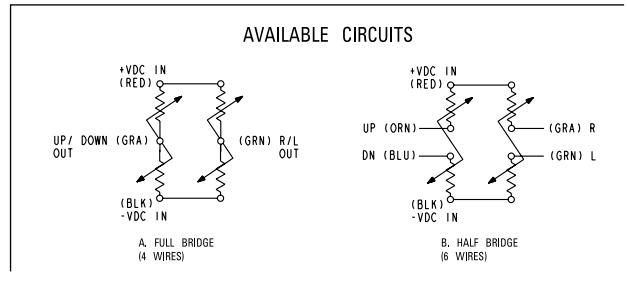 AVAILABLE CIRCUITS
+VDC IN
(RED)
UP/ DOWN (GRA)
OUT
(GRN) R/L
OUT
(BLK)
-VDC IN
A. FULL BRIDGE
(4 WIRES)
+VDC IN
(RED)
UP (ORN)
(GRA) R
DN (BLU)
(GRN) L
(BLK)
-VDC IN
B. HALF BRIDGE
(6 WIRES)